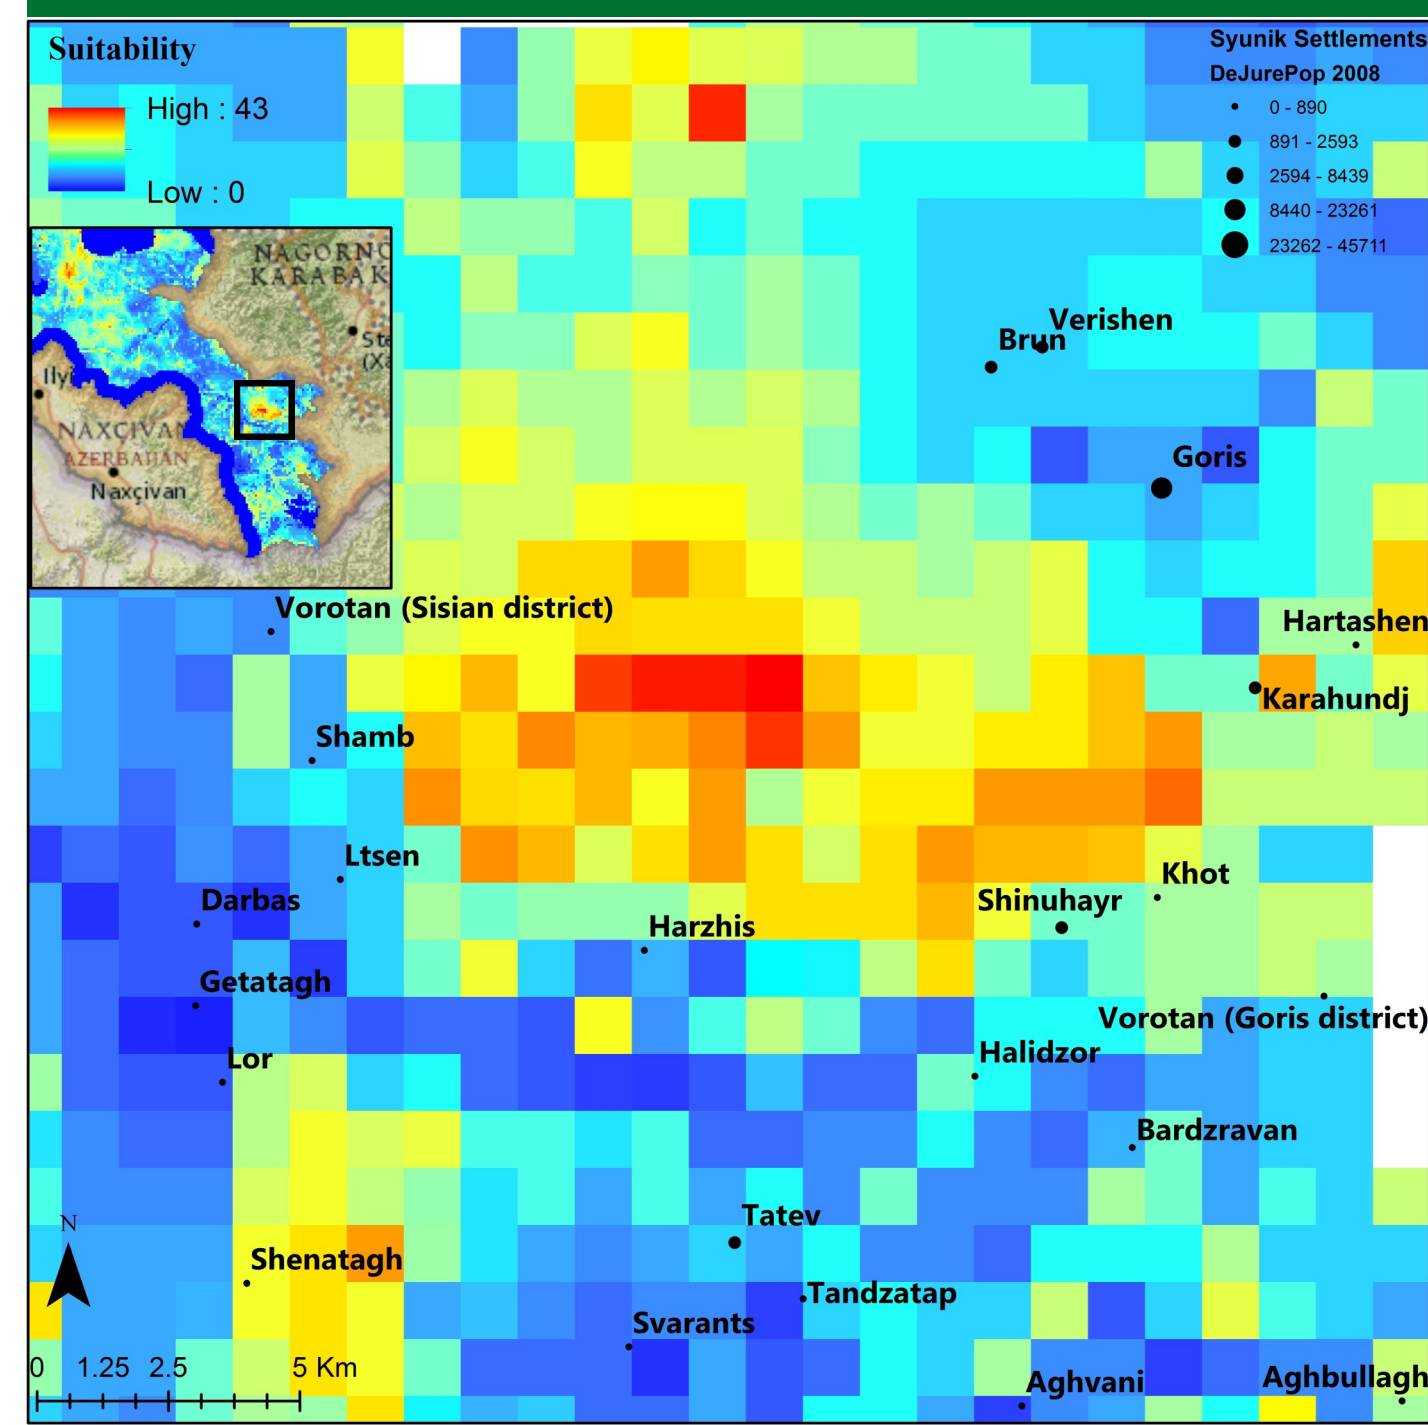 Suitability
High : 43
Low : 0
Syunik Settlements
DeJurePop 2008
0 - 890
891 - 2593
2594 - 8439
8440 - 23261
23262 - 45711
NAGORNO
KARABAK
Ste
(Xa
Ily
NAXÇIVAN
AZERBAIJAN
Naxçivan
Verishen
Brun
Goris
Vorotan (Sisian district)
Hartashen
Karahundj
Shamb
Ltsen
Khot
Darbas
Shinuhayr
Harzhis
Getatagh
Vorotan (Goris district)
Lor
Halidzor
Bardzravan
Tatev
N
Shenatagh
Tandzatap
Svarants
0 1.25 2.5 5 Km
Aghvani
Aghbullagh